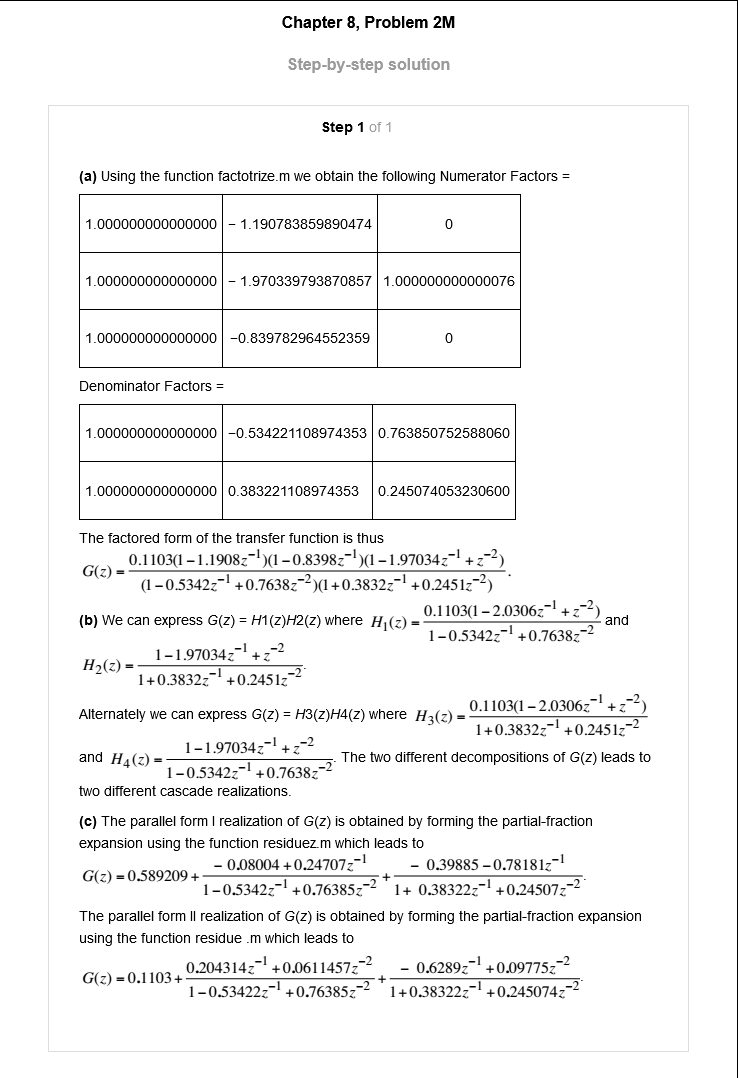 Chapter 8, Problem 2M
Step-by-step solution
Step 1 of 1
(a) Using the function factotrize.m we obtain the following Numerator Factors =
1.000000000000000 − 1.190783859890474 0
1.000000000000000 − 1.970339793870857 1.000000000000076
1.000000000000000 −0.839782964552359 0
Denominator Factors =
1.000000000000000 −0.534221108974353 0.763850752588060
1.000000000000000 0.383221108974353 0.245074053230600
The factored form of the transfer function is thus
G(z) = 0.1103(1−1.1908z⁻¹)(1−0.8398z⁻¹)(1−1.97034z⁻¹+z⁻²) / (1−0.5342z⁻¹+0.7638z⁻²)(1+0.3832z⁻¹+0.2451z⁻²).
(b) We can express G(z) = H1(z)H2(z) where H₁(z) = 0.1103(1−2.0306z⁻¹+z⁻²) / 1−0.5342z⁻¹+0.7638z⁻² and
H₂(z) = 1−1.97034z⁻¹+z⁻² / 1+0.3832z⁻¹+0.2451z⁻².
Alternately we can express G(z) = H3(z)H4(z) where H₃(z) = 0.1103(1−2.0306z⁻¹+z⁻²) / 1+0.3832z⁻¹+0.2451z⁻²
and H₄(z) = 1−1.97034z⁻¹+z⁻² / 1−0.5342z⁻¹+0.7638z⁻². The two different decompositions of G(z) leads to
two different cascade realizations.
(c) The parallel form I realization of G(z) is obtained by forming the partial-fraction
expansion using the function residuez.m which leads to
G(z) = 0.589209 + − 0.08004 + 0.24707z⁻¹ / 1−0.5342z⁻¹+0.76385z⁻² + − 0.39885 − 0.78181z⁻¹ / 1+ 0.38322z⁻¹+0.24507z⁻².
The parallel form II realization of G(z) is obtained by forming the partial-fraction expansion
using the function residue .m which leads to
G(z) = 0.1103 + 0.204314z⁻¹+0.0611457z⁻² / 1−0.53422z⁻¹+0.76385z⁻² + − 0.6289z⁻¹+0.09775z⁻² / 1+0.38322z⁻¹+0.245074z⁻².